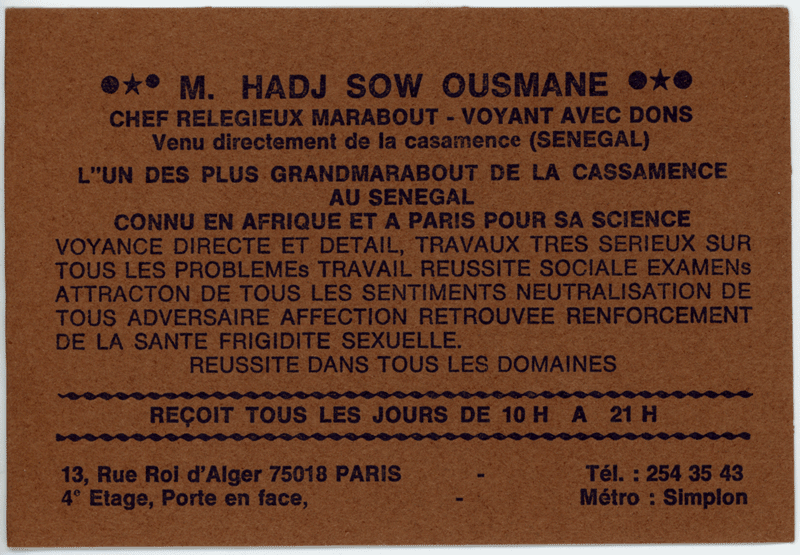 ●★● M. HADJ SOW OUSMANE ●★●
CHEF RELEGIEUX MARABOUT - VOYANT AVEC DONS
Venu directement de la casamence (SENEGAL)
L"UN DES PLUS GRANDMARABOUT DE LA CASSAMENCE
AU SENEGAL
CONNU EN AFRIQUE ET A PARIS POUR SA SCIENCE
VOYANCE DIRECTE ET DETAIL, TRAVAUX TRES SERIEUX SUR
TOUS LES PROBLEMEs TRAVAIL REUSSITE SOCIALE EXAMENs
ATTRACTON DE TOUS LES SENTIMENTS NEUTRALISATION DE
TOUS ADVERSAIRE AFFECTION RETROUVEE RENFORCEMENT
DE LA SANTE FRIGIDITE SEXUELLE.
REUSSITE DANS TOUS LES DOMAINES
REÇOIT TOUS LES JOURS DE 10 H A 21 H
13, Rue Roi d'Alger 75018 PARIS - Tél. : 254 35 43
4e Etage, Porte en face, - Métro : Simplon